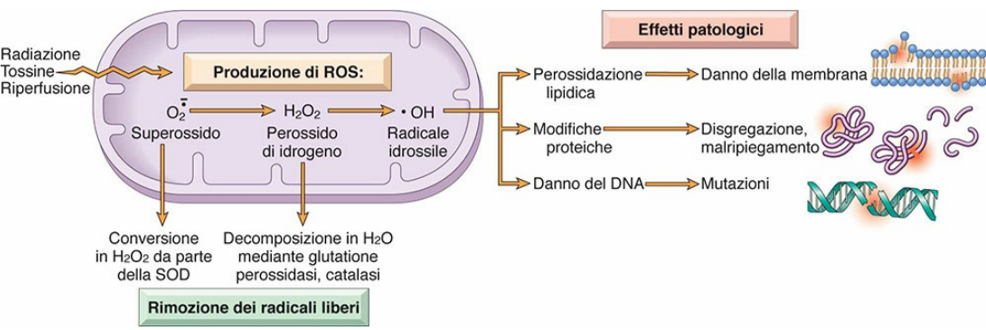 Effetti patologici
Radiazione
Tossine
Riperfusione
Produzione di ROS:
O₂•̄
H₂O₂
• OH
Superossido
Perossido
di idrogeno
Radicale
idrossile
Perossidazione
lipidica
Danno della membrana
Modifiche
proteiche
Disgregazione,
malripiegamento
Danno del DNA
Mutazioni
Conversione
in H₂O₂ da parte
della SOD
Decomposizione in H₂O
mediante glutatione
perossidasi, catalasi
Rimozione dei radicali liberi